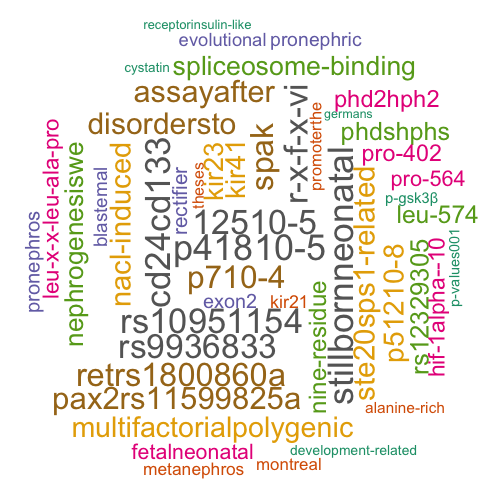 receptorinsulin-like
evolutional pronephric
cystatin
spliceosome-binding
assayafter
r-x-f-x-vi
phd2hph2
germans
disordersto
spak
promoterthe
phdshphs
kir23
kir41
pro-402
leu-x-x-leu-ala-pro
nephrogenesiswe
blastemal
nacl-induced
cd24cd133
rectifier
theses
stillbornneonatal
ste20sps1-related
pro-564
p-gsk3β
leu-574
pronephros
12510-5
p41810-5
p51210-8
rs12329305
hif-1alpha--10
p-values001
p710-4
exon2
kir21
nine-residue
rs10951154
rs9936833
retrs1800860a
pax2rs11599825a
alanine-rich
multifactorialpolygenic
fetalneonatal
development-related
metanephros
montreal